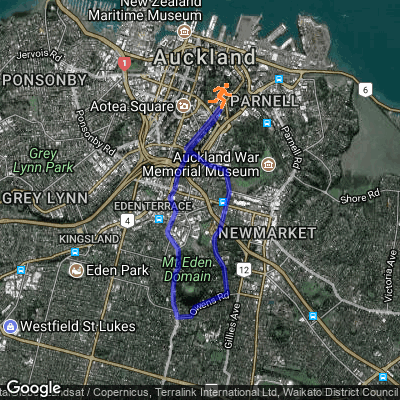 New Zealand
Maritime Museum
Jervois Rd
Auckland
PONSONBY
1
6
Aotea Square
PARNELL
Ponsonby Rd
Parnell Rd
Grey
Lynn Park
Auckland War
Memorial Museum
GREY LYNN
Shore Rd
EDEN TERRACE
4
KINGSLAND
NEWMARKET
Eden Park
Mt Eden
Domain
12
Victoria Ave
Owens Rd
Westfield St Lukes
Gillies Ave
Google
Landsat / Copernicus, Terralink International Ltd, Waikato District Council